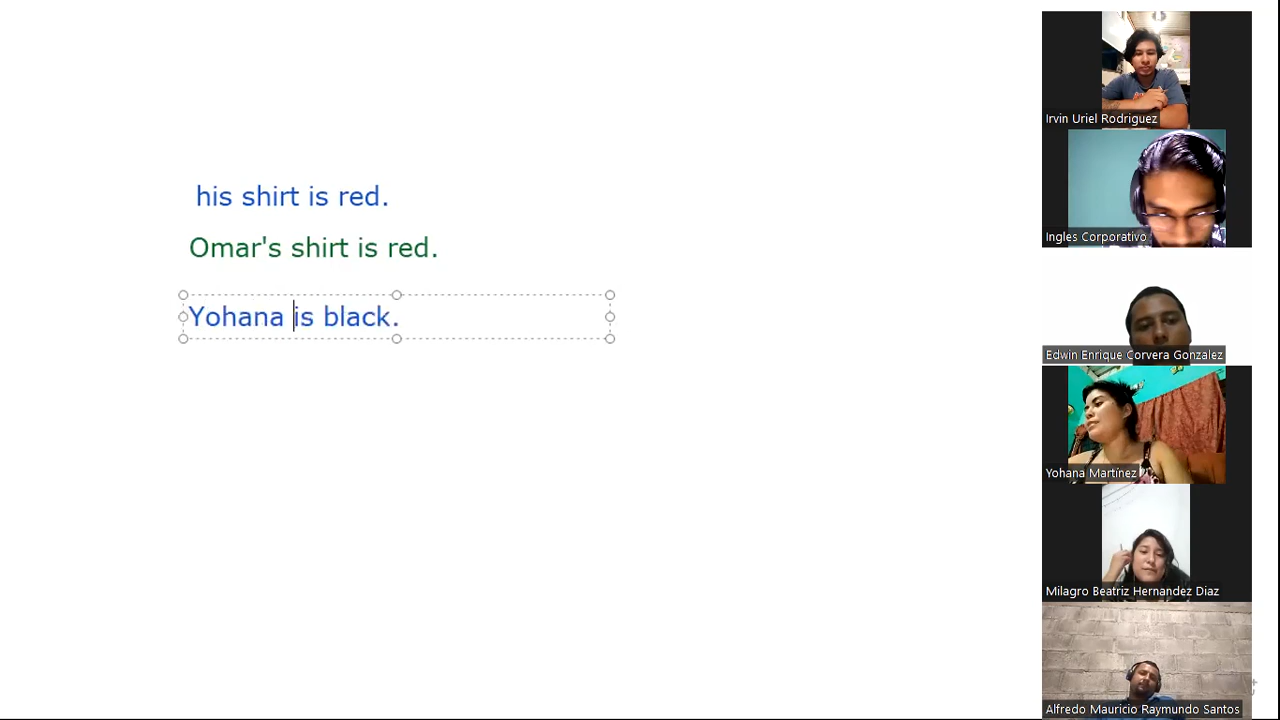 his shirt is red.
Omar's shirt is red.
Yohana is black.
Irvin Uriel Rodriguez
Ingles Corporativo
Edwin Enrique Corvera Gonzalez
Yohana Martínez
Milagro Beatriz Hernandez Diaz
Alfredo Mauricio Raymundo Santos